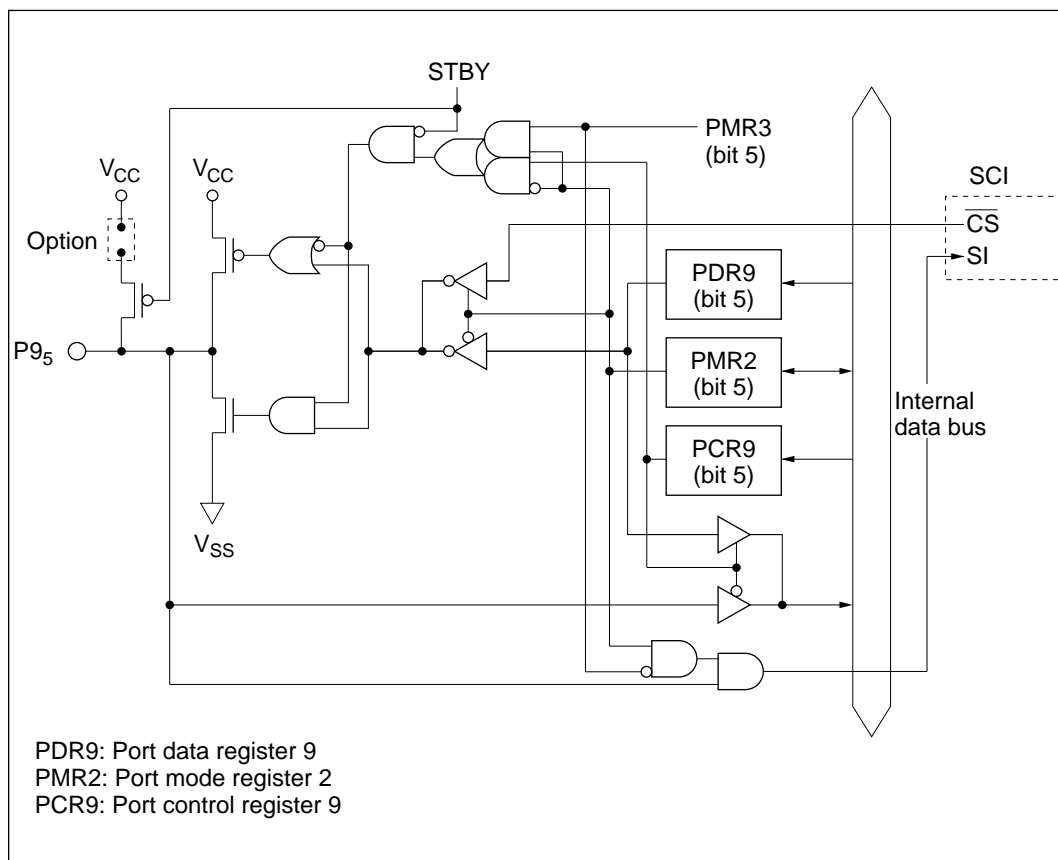 STBY
PMR3
(bit 5)
VCC
VCC
SCI
Option
CS
SI
PDR9
(bit 5)
P95
PMR2
(bit 5)
Internal
data bus
PCR9
(bit 5)
VSS
PDR9: Port data register 9
PMR2: Port mode register 2
PCR9: Port control register 9